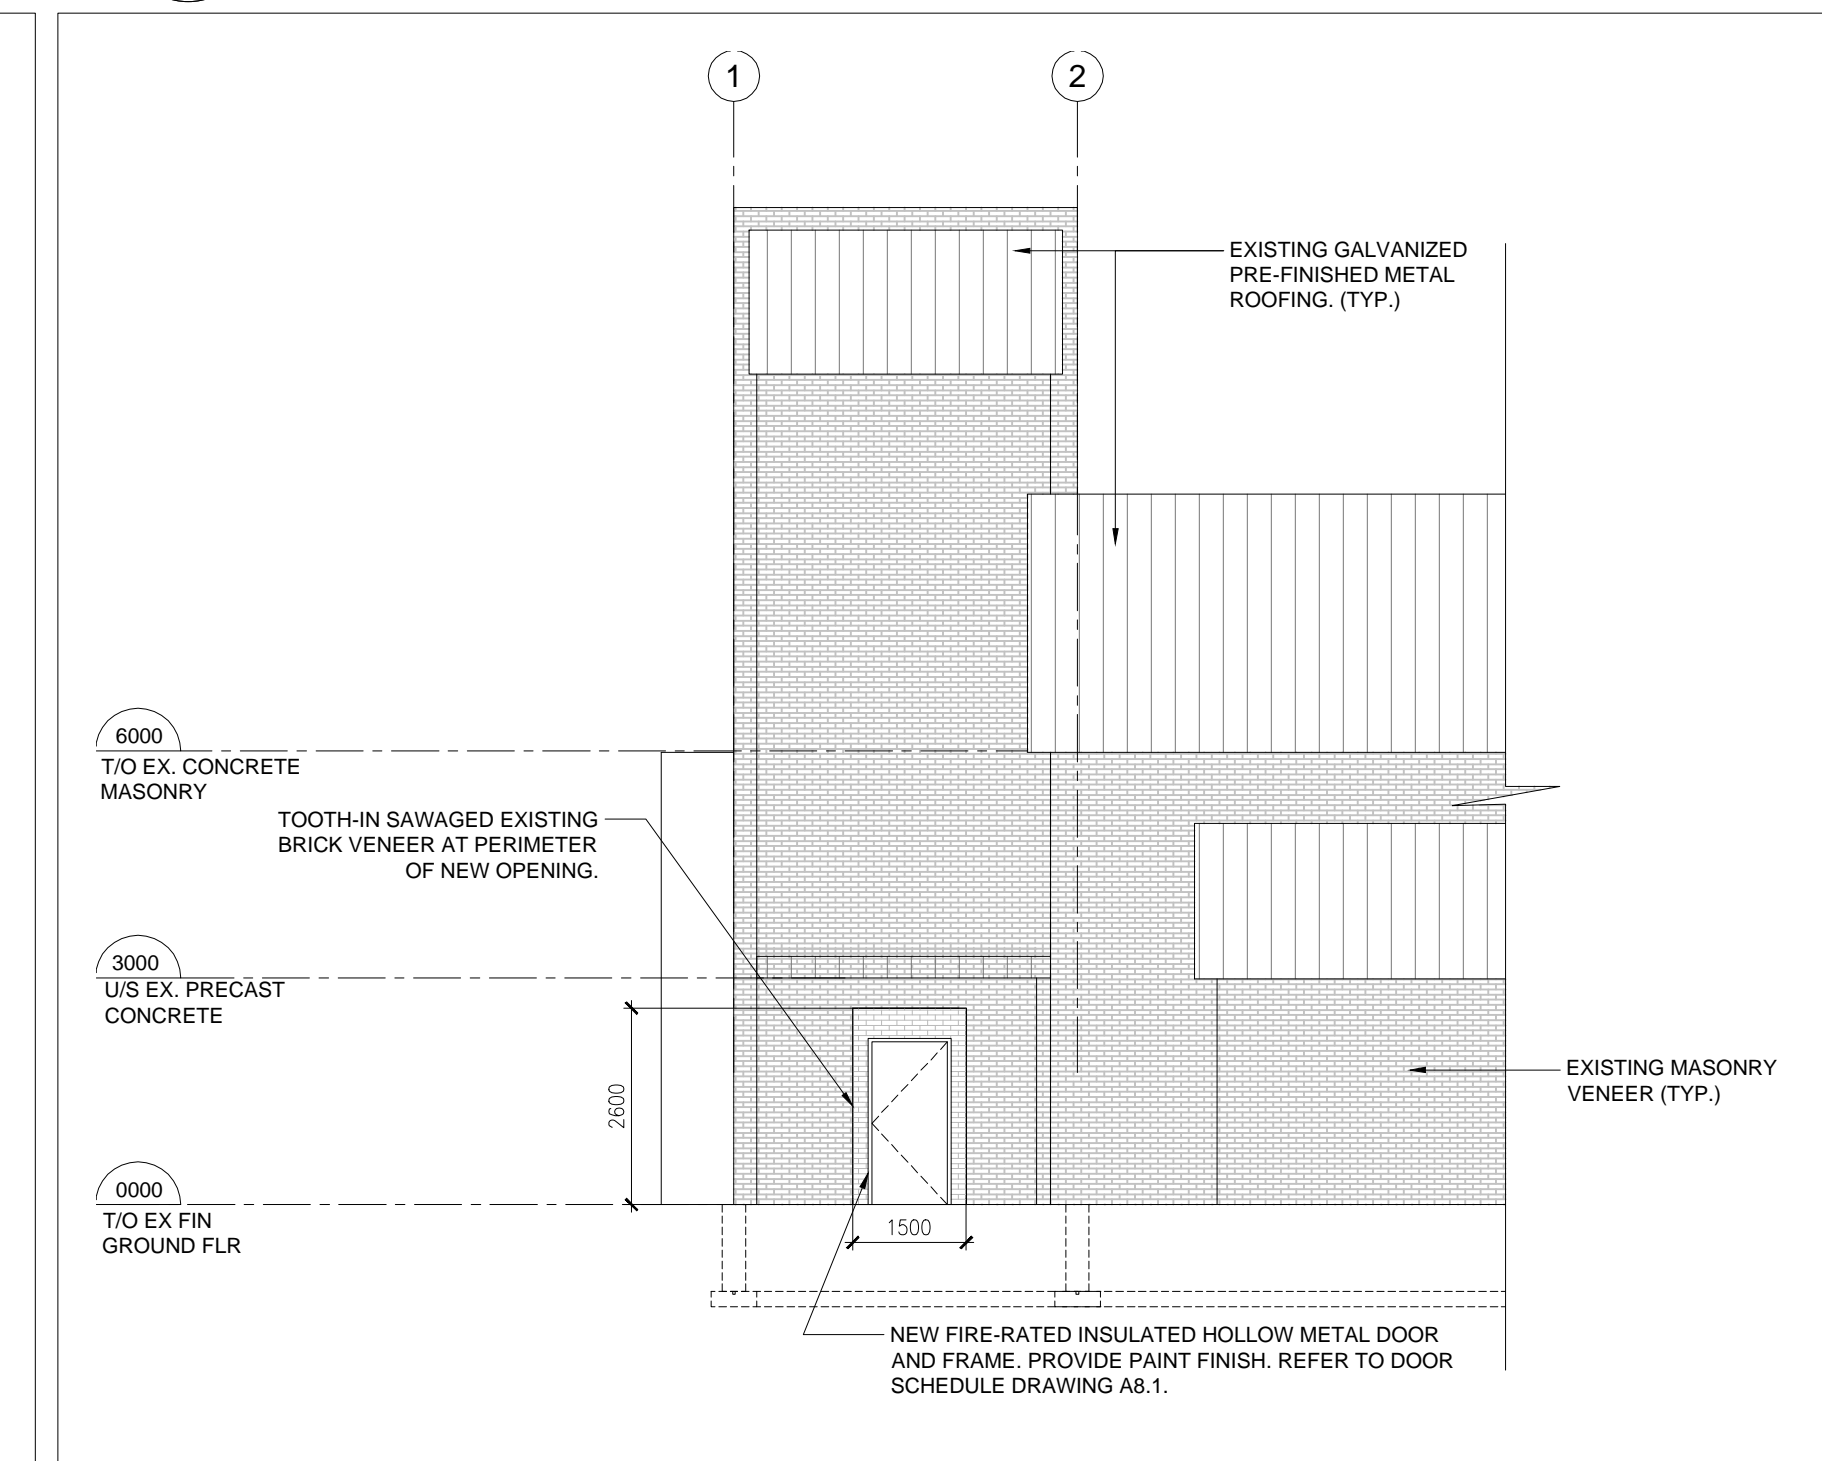 1
2
EXISTING GALVANIZED
PRE-FINISHED METAL
ROOFING. (TYP.)
6000
T/O EX. CONCRETE
MASONRY
TOOTH-IN SAWAGED EXISTING
BRICK VENEER AT PERIMETER
OF NEW OPENING.
3000
U/S EX. PRECAST
CONCRETE
2600
EXISTING MASONRY
VENEER (TYP.)
0000
T/O EX FIN
GROUND FLR
1500
NEW FIRE-RATED INSULATED HOLLOW METAL DOOR
AND FRAME. PROVIDE PAINT FINISH. REFER TO DOOR
SCHEDULE DRAWING A8.1.